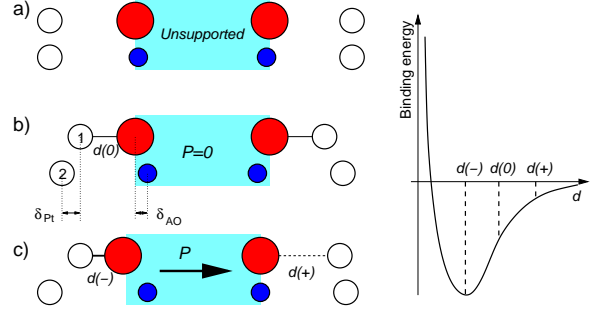 a)
Unsupported
b)
1
d(0)
P=0
2
δPt
δAO
c)
P
d(−)
d(+)
Binding energy
d(−) d(0) d(+)
d